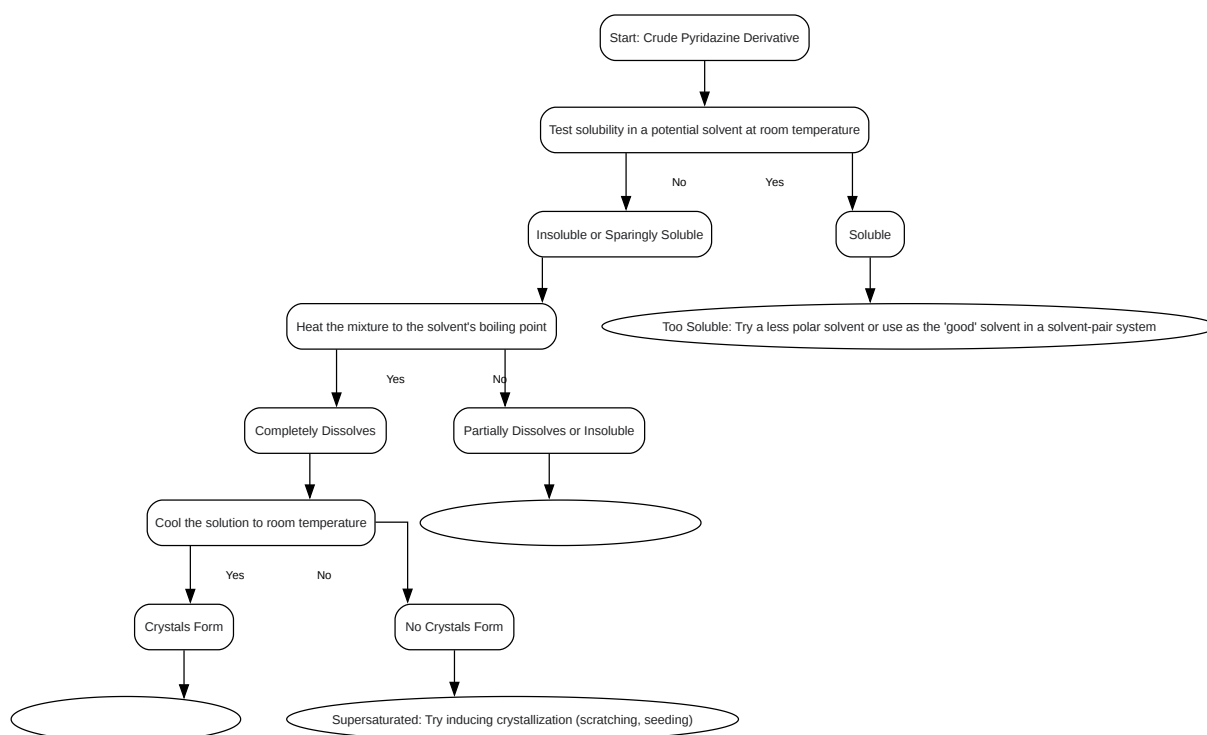 Start: Crude Pyridazine Derivative
Test solubility in a potential solvent at room temperature
No
Yes
Insoluble or Sparingly Soluble
Soluble
Heat the mixture to the solvent's boiling point
Too Soluble: Try a less polar solvent or use as the 'good' solvent in a solvent-pair system
Yes
No
Completely Dissolves
Partially Dissolves or Insoluble
Cool the solution to room temperature
Yes
No
Crystals Form
No Crystals Form
Supersaturated: Try inducing crystallization (scratching, seeding)